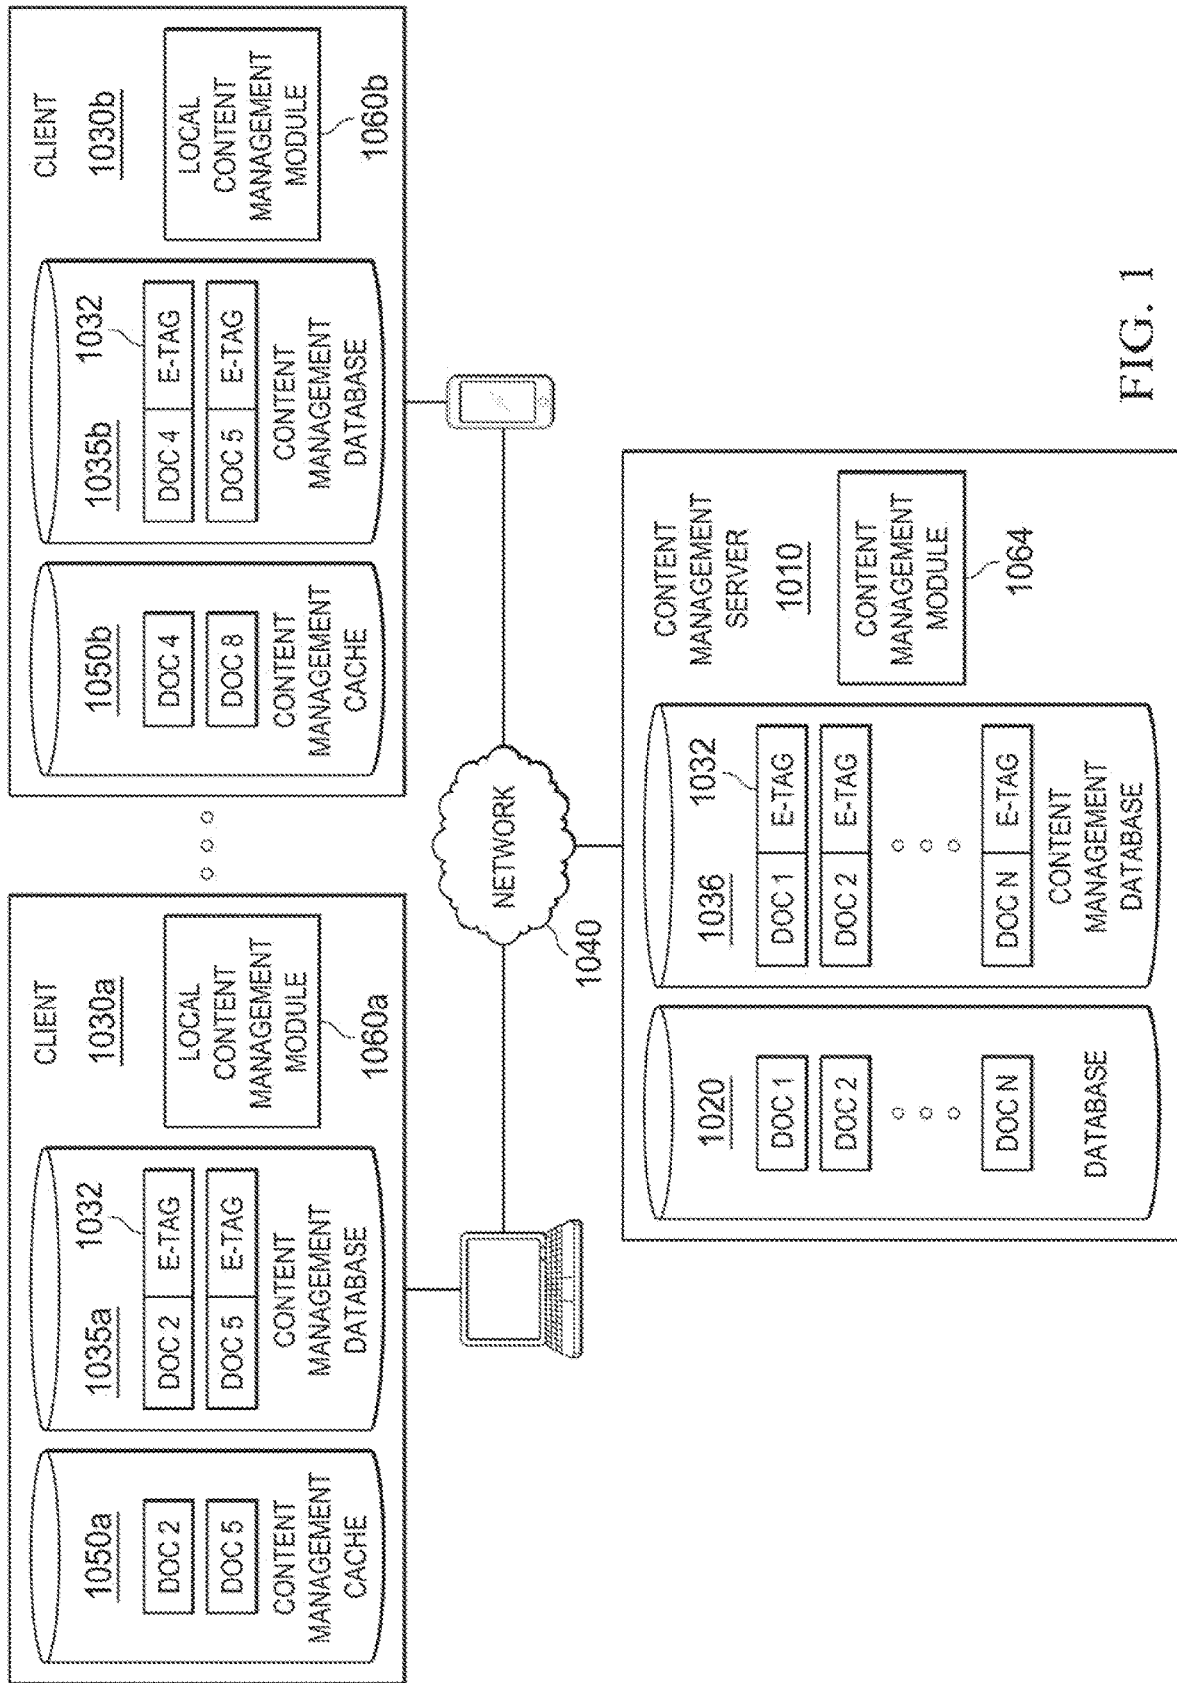 1050a
DOC 2
DOC 5
CONTENT
MANAGEMENT
CACHE
1035a
1032
DOC 2 E-TAG
DOC 5 E-TAG
CONTENT
MANAGEMENT
DATABASE
CLIENT
1030a
LOCAL
CONTENT
MANAGEMENT
MODULE
1060a
1050b
DOC 4
DOC 8
CONTENT
MANAGEMENT
CACHE
1035b
1032
DOC 4 E-TAG
DOC 5 E-TAG
CONTENT
MANAGEMENT
DATABASE
CLIENT
1030b
LOCAL
CONTENT
MANAGEMENT
MODULE
1060b
NETWORK
1040
1020
DOC 1
DOC 2
DOC N
DATABASE
1036
1032
DOC 1 E-TAG
DOC 2 E-TAG
DOC N E-TAG
CONTENT
MANAGEMENT
DATABASE
CONTENT
MANAGEMENT
SERVER
1010
CONTENT
MANAGEMENT
MODULE
1064
FIG. 1